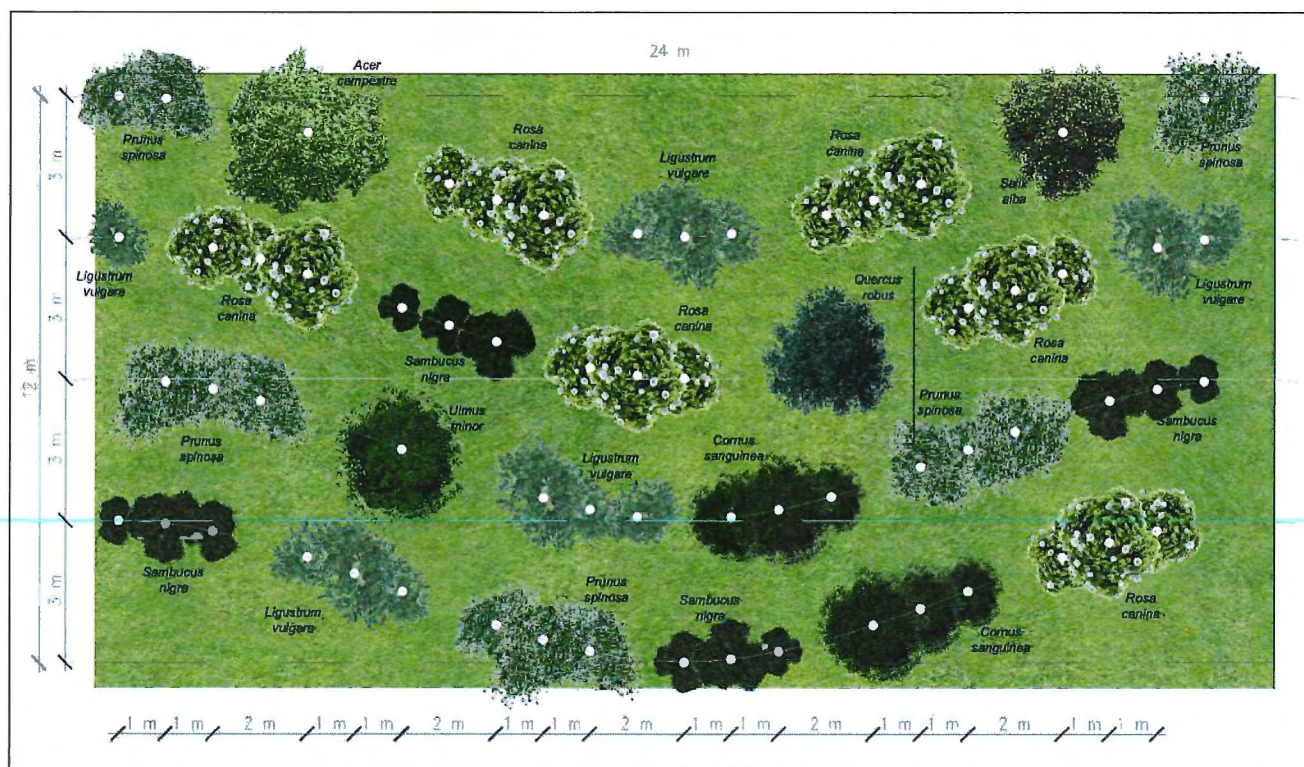 24 m
Acer
campestre
Prunus
spinosa
Rosa
canina
Ligustrum
vulgare
Rosa
canina
Salix
alba
Prunus
spinosa
3 m
Ligustrum
vulgare
Rosa
canina
Quercus
robus
Ligustrum
vulgare
3 m
Sambucus
nigra
Rosa
canina
Rosa
canina
12 m
Prunus
spinosa
Ulmus
minor
Prunus
spinosa
Sambucus
nigra
3 m
Ligustrum
vulgare
Cornus
sanguinea
Sambucus
nigra
Ligustrum
vulgare
Prunus
spinosa
Sambucus
nigra
Cornus
sanguinea
Rosa
canina
3 m
1 m 1 m 2 m 1 m 1 m 2 m 1 m 1 m 2 m 1 m 1 m 2 m 1 m 1 m 2 m 1 m 1 m